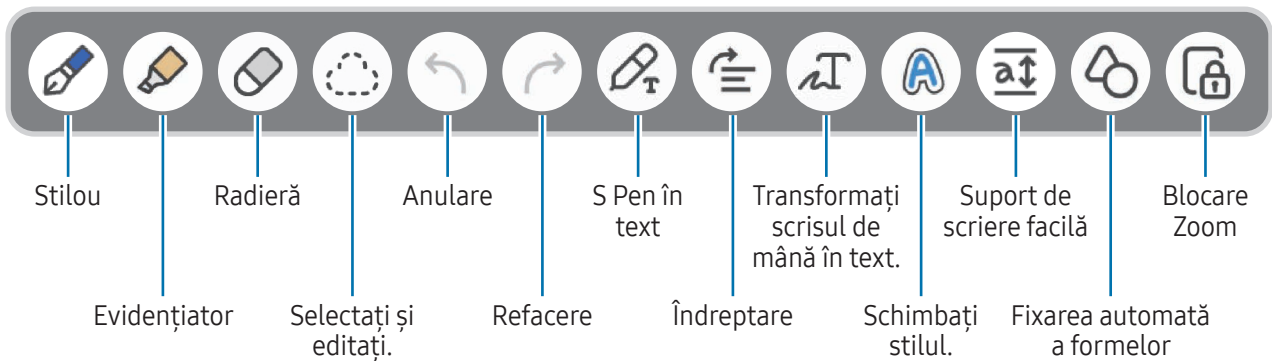 Stilou
Radieră
Anulare
S Pen în
text
Transformați
scrisul de
mână în text.
Suport de
scriere facilă
Blocare
Zoom
Evidențiator
Selectați și
editați.
Refacere
Îndreptare
Schimbați
stilul.
Fixarea automată
a formelor